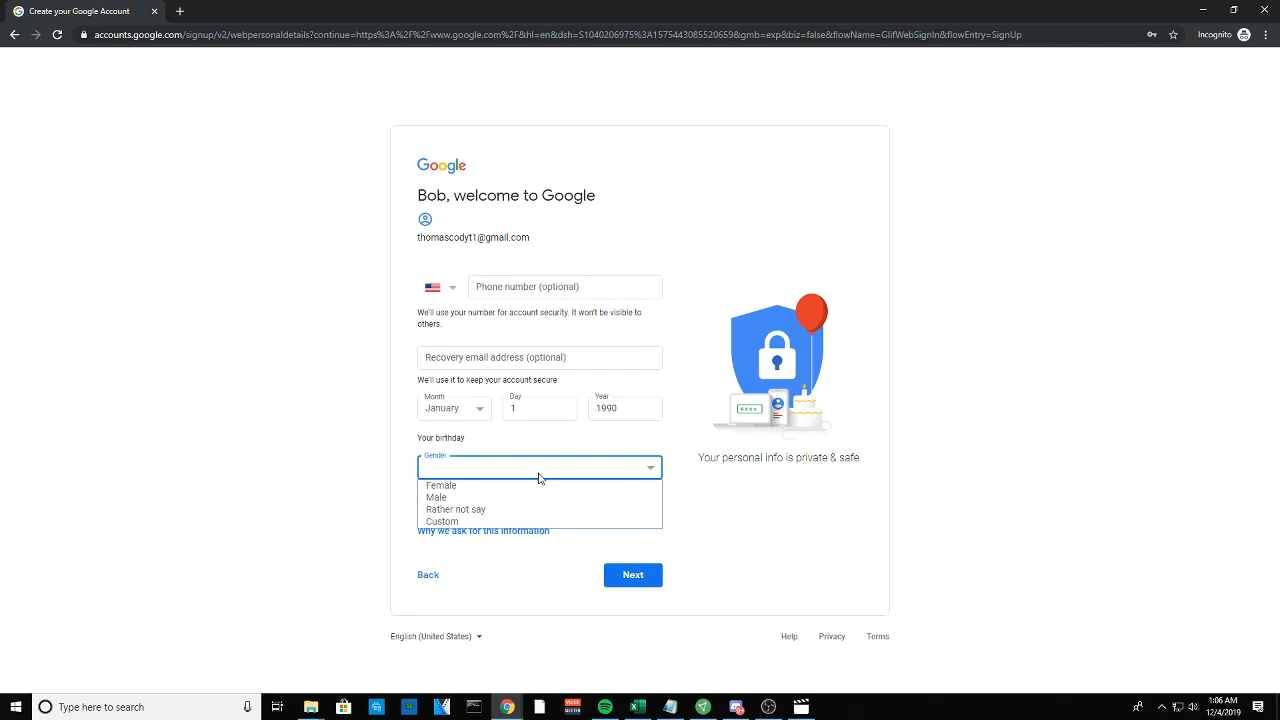 Create your Google Account
accounts.google.com/signup/v2/webpersonaldetails?continue=https%3A%2F%2Fwww.google.com%2F&hl=en&dsh=S1040206975%3A1575443085520659&gmb=exp&biz=false&flowName=GlifWebSignIn&flowEntry=SignUp
Incognito
Google
Bob, welcome to Google
thomascodyt1@gmail.com
Phone number (optional)
We'll use your number for account security. It won't be visible to
others.
Recovery email address (optional)
We'll use it to keep your account secure
Month
Day
Year
January
1
1990
Your birthday
Gender
Female
Male
Rather not say
Custom
Why we ask for this information
Back
Next
****
Your personal info is private & safe
English (United States)
Help
Privacy
Terms
Type here to search
1:06 AM
12/4/2019